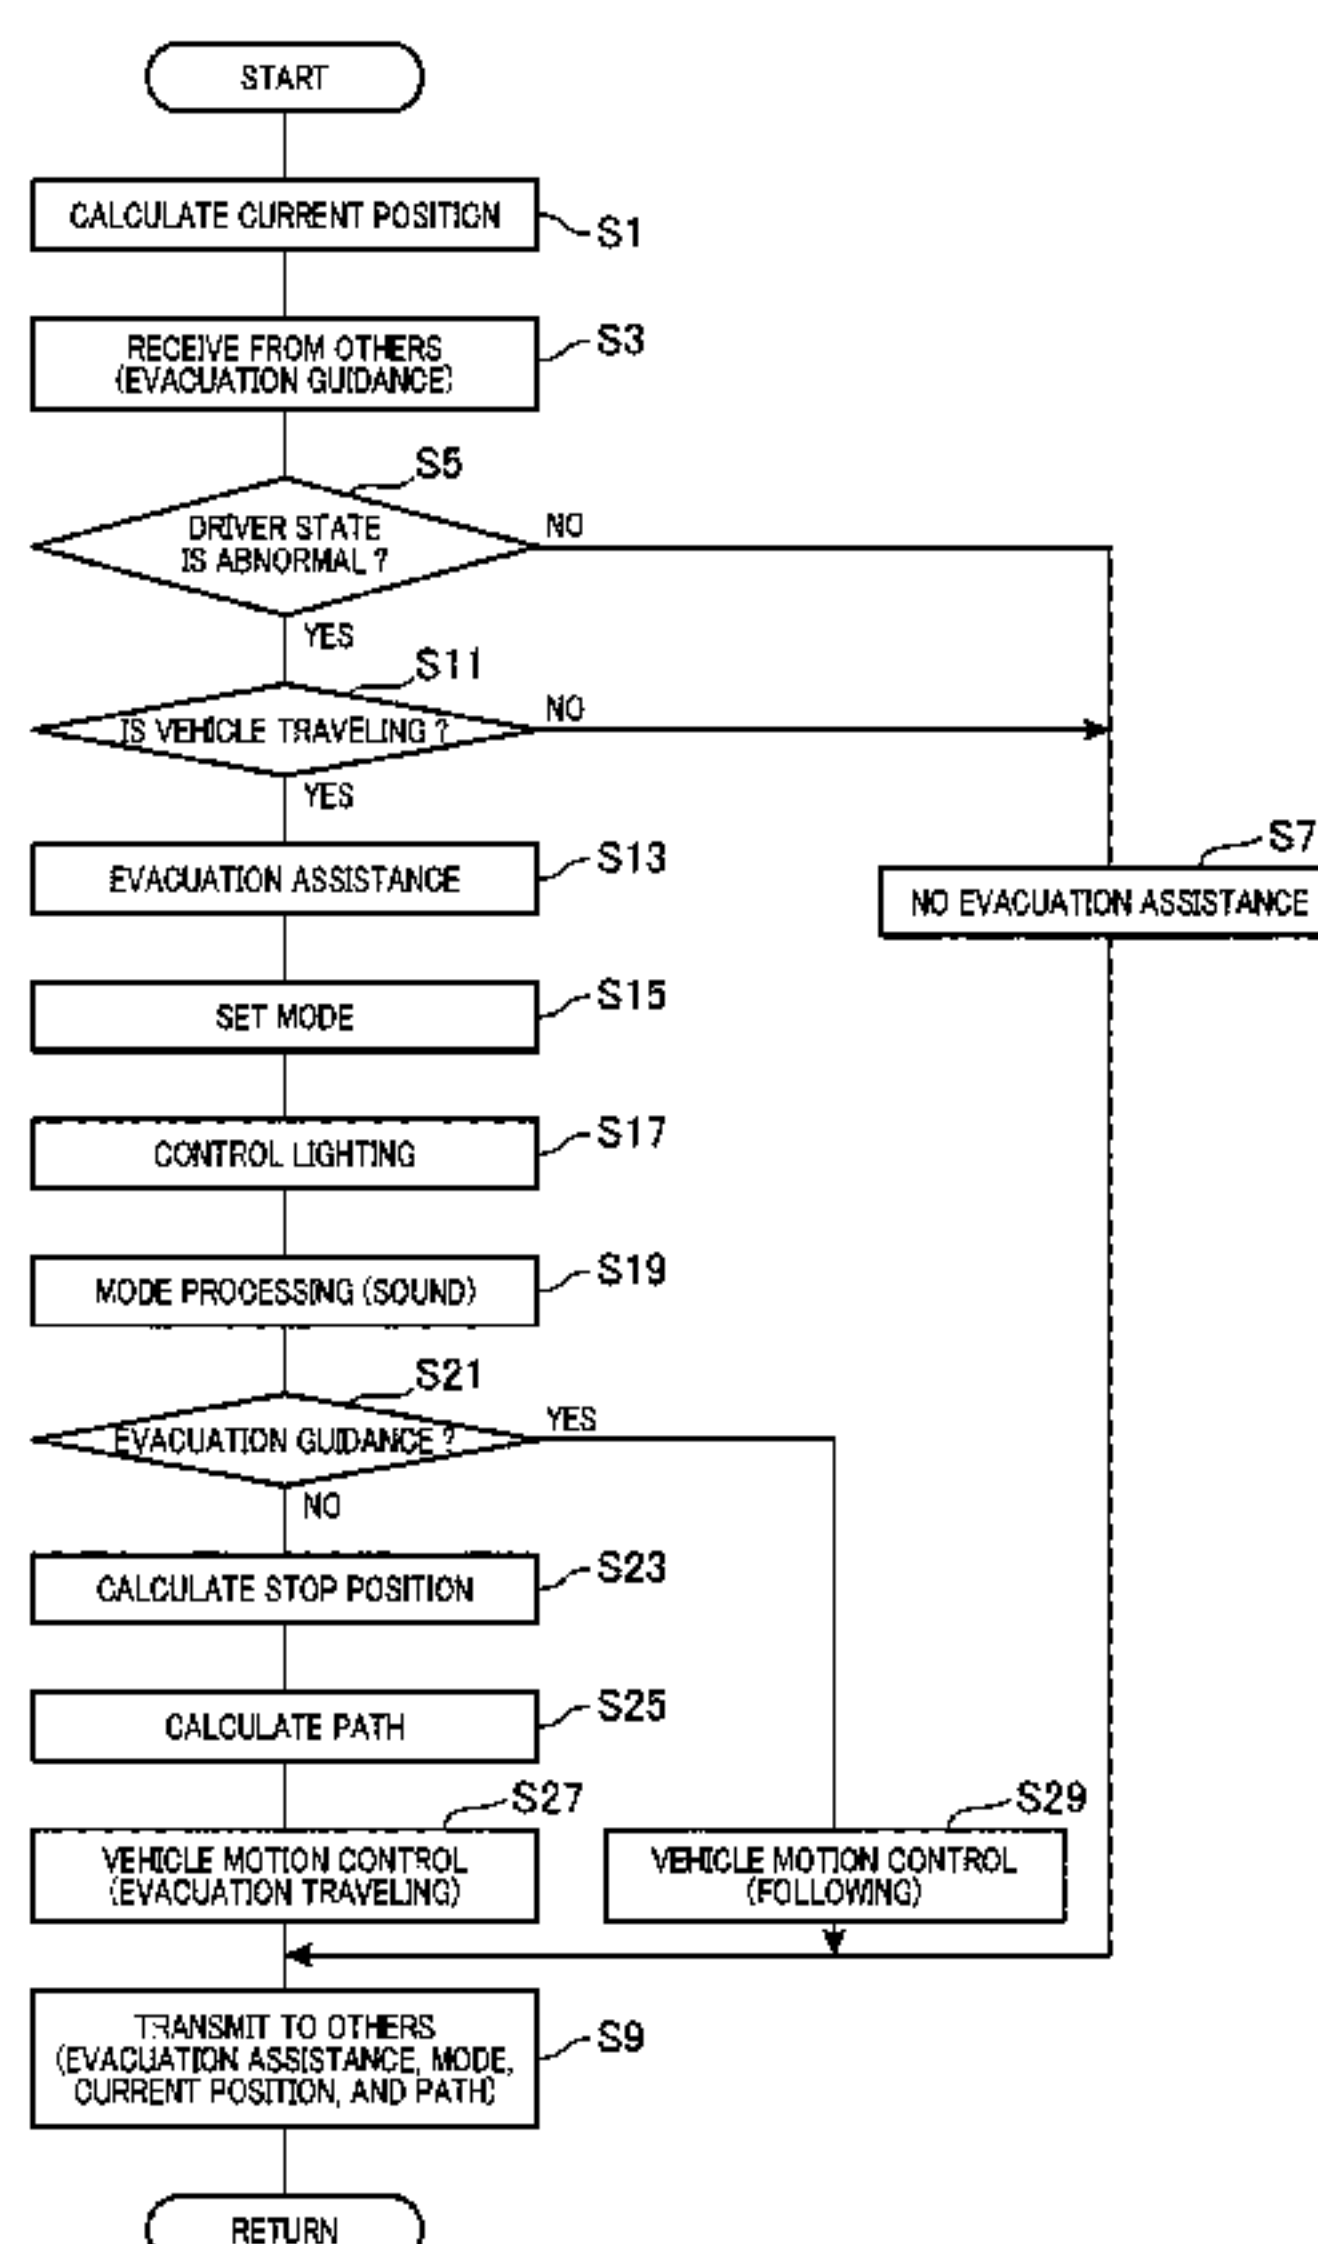 START
CALCULATE CURRENT POSITION
S1
RECEIVE FROM OTHERS
(EVACUATION GUIDANCE)
S3
S5
DRIVER STATE
IS ABNORMAL ?
NO
YES
S11
IS VEHICLE TRAVELING ?
NO
YES
EVACUATION ASSISTANCE
S13
S7
NO EVACUATION ASSISTANCE
SET MODE
S15
CONTROL LIGHTING
S17
MODE PROCESSING (SOUND)
S19
S21
EVACUATION GUIDANCE ?
YES
NO
CALCULATE STOP POSITION
S23
CALCULATE PATH
S25
S27
VEHICLE MOTION CONTROL
(EVACUATION TRAVELING)
S29
VEHICLE MOTION CONTROL
(FOLLOWING)
TRANSMIT TO OTHERS
(EVACUATION ASSISTANCE, MODE,
CURRENT POSITION, AND PATH)
S9
RETURN